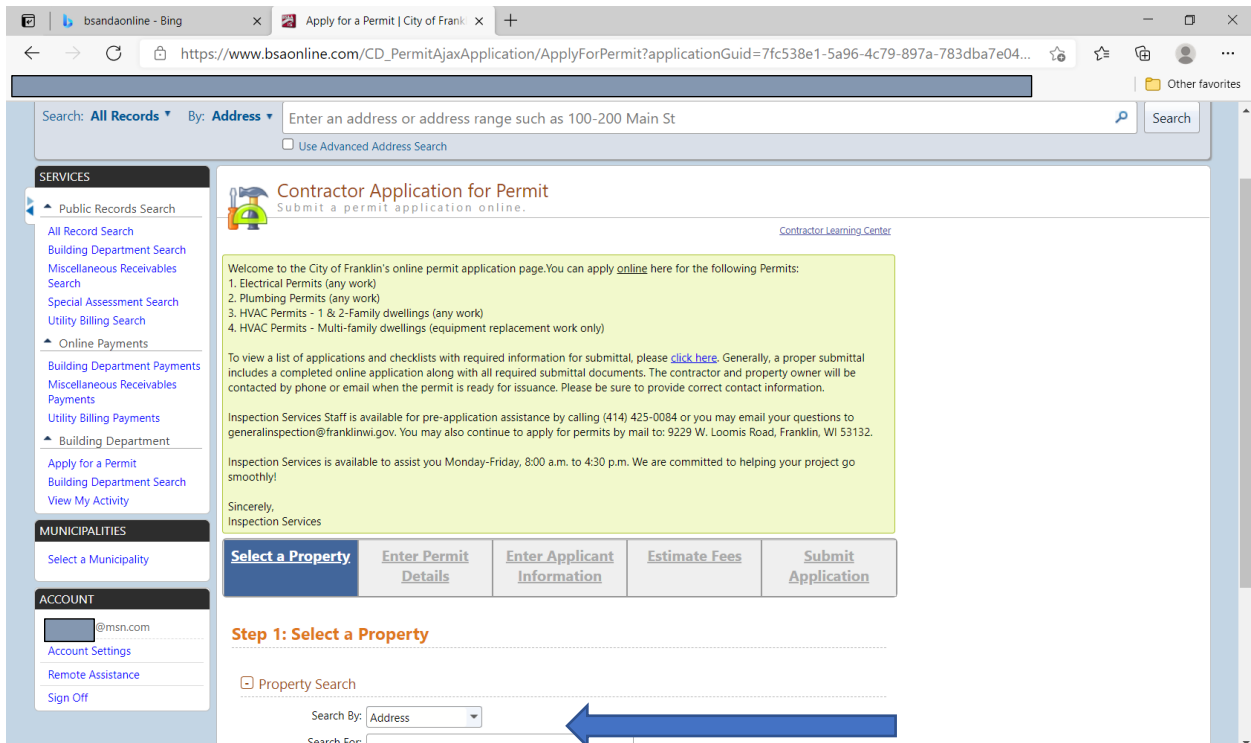 bsandaonline - Bing
Apply for a Permit | City of Frank
https://www.bsaonline.com/CD_PermitAjaxApplication/ApplyForPermit?applicationGuid=7fc538e1-5a96-4c79-897a-783dba7e04...
Other favorites
Search: All Records By: Address Enter an address or address range such as 100-200 Main St Search
Use Advanced Address Search
SERVICES
Public Records Search
All Record Search
Building Department Search
Miscellaneous Receivables
Search
Special Assessment Search
Utility Billing Search
Online Payments
Building Department Payments
Miscellaneous Receivables
Payments
Utility Billing Payments
Building Department
Apply for a Permit
Building Department Search
View My Activity
MUNICIPALITIES
Select a Municipality
ACCOUNT
@msn.com
Account Settings
Remote Assistance
Sign Off
Contractor Application for Permit
Submit a permit application online.
Contractor Learning Center
Welcome to the City of Franklin's online permit application page.You can apply online here for the following Permits:
1. Electrical Permits (any work)
2. Plumbing Permits (any work)
3. HVAC Permits - 1 & 2-Family dwellings (any work)
4. HVAC Permits - Multi-family dwellings (equipment replacement work only)
To view a list of applications and checklists with required information for submittal, please click here. Generally, a proper submittal
includes a completed online application along with all required submittal documents. The contractor and property owner will be
contacted by phone or email when the permit is ready for issuance. Please be sure to provide correct contact information.
Inspection Services Staff is available for pre-application assistance by calling (414) 425-0084 or you may email your questions to
generalinspection@franklinwi.gov. You may also continue to apply for permits by mail to: 9229 W. Loomis Road, Franklin, WI 53132.
Inspection Services is available to assist you Monday-Friday, 8:00 a.m. to 4:30 p.m. We are committed to helping your project go
smoothly!
Sincerely,
Inspection Services
Select a Property
Enter Permit
Details
Enter Applicant
Information
Estimate Fees
Submit
Application
Step 1: Select a Property
Property Search
Search By: Address
Search For: